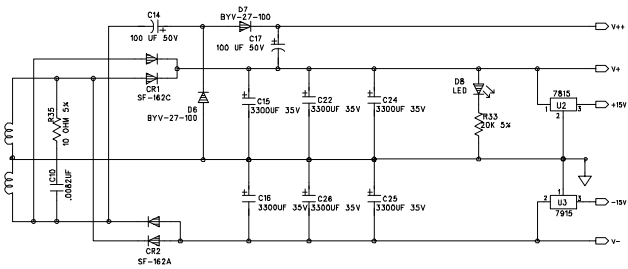 C14
100 UF 50V
D7
BYV-27-100
C17
100 UF 50V
V++
V+
CR1
SF-162C
D6
BYV-27-100
R35
10 OHM 5%
C10
.0082UF
C15
3300UF 35V
C22
3300UF 35V
C24
3300UF 35V
D8
LED
R33
20K 5%
7815
1 U2 3
2
+15V
C16
3300UF 35V
C26
3300UF 35V
C25
3300UF 35V
1
2 U3 3
7915
-15V
CR2
SF-162A
V-